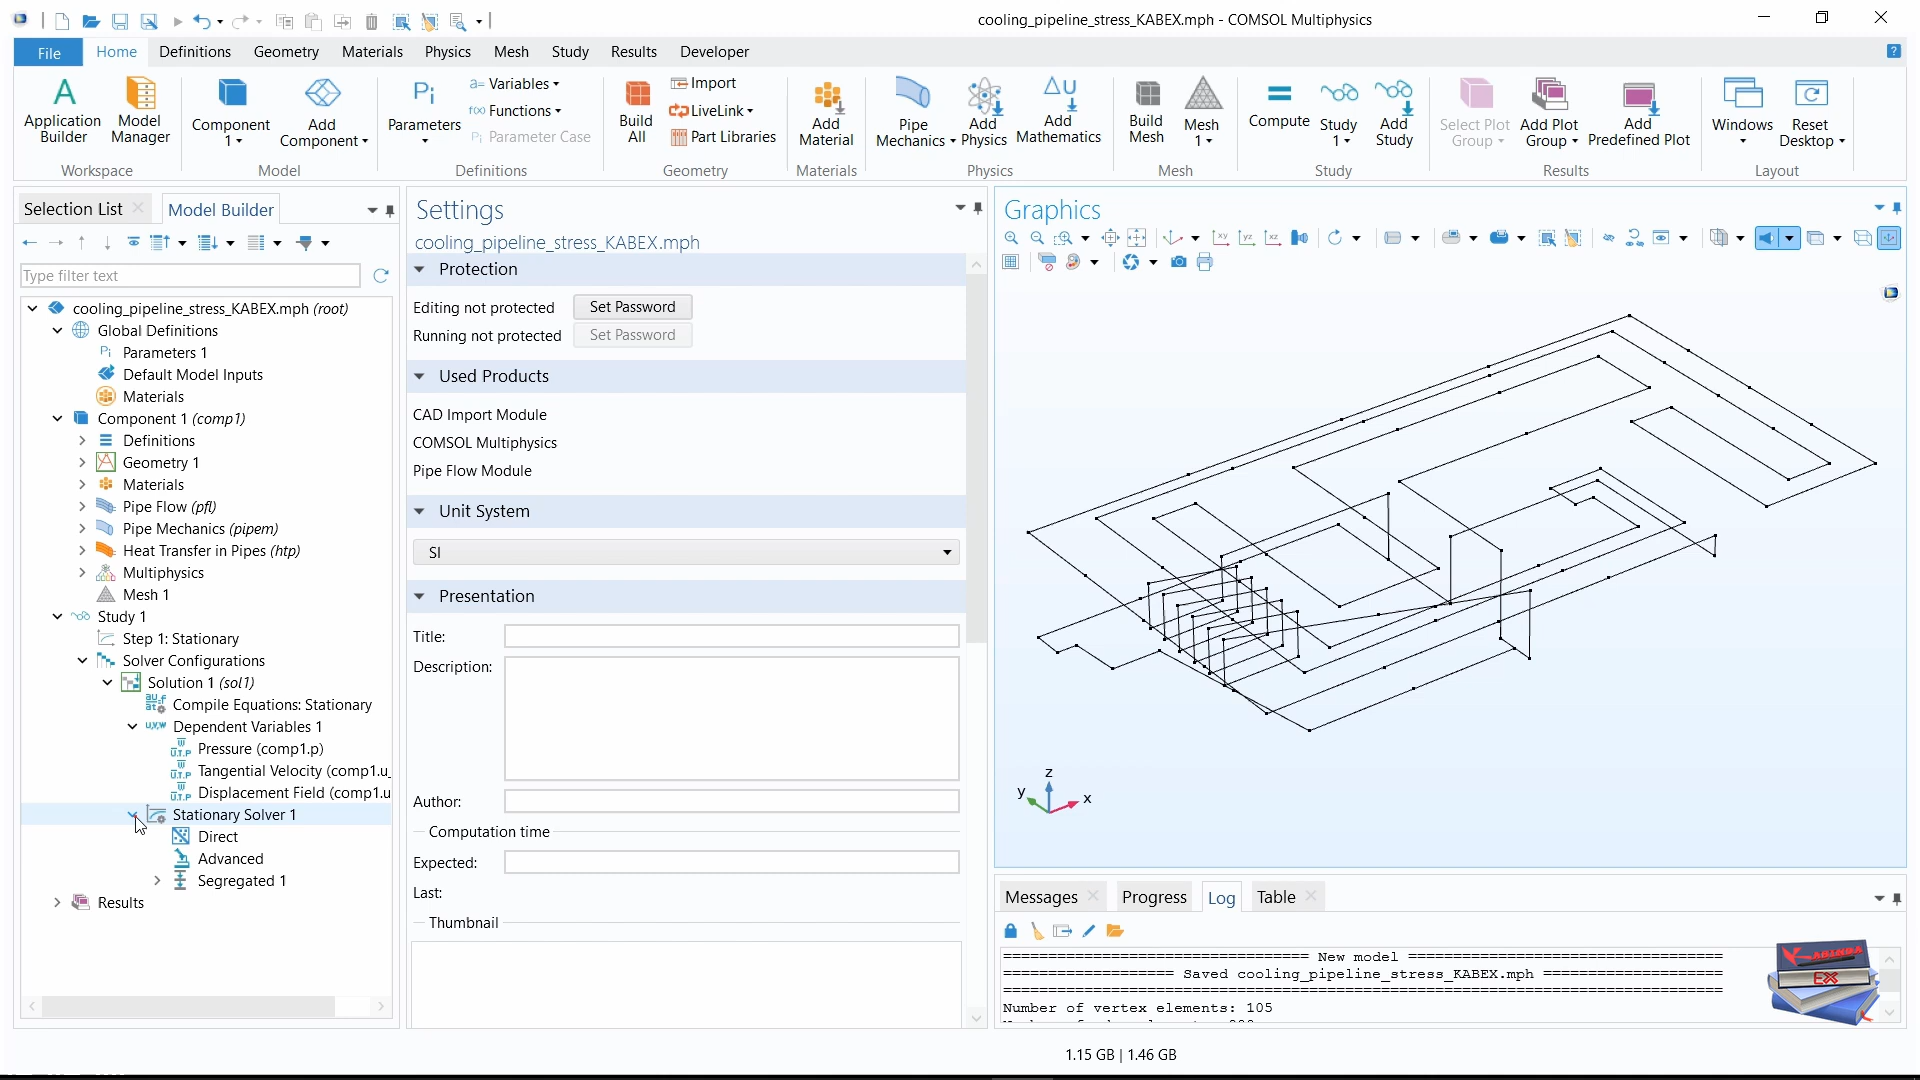 cooling_pipeline_stress_KABEX.mph - COMSOL Multiphysics
File Home Definitions Geometry Materials Physics Mesh Study Results Developer
Application Builder
Model Manager
Workspace
Component 1
Add Component
Model
Parameters
a= Variables
f(x) Functions
Pi Parameter Case
Definitions
Build All
Import
LiveLink
Part Libraries
Geometry
Add Material
Materials
Pipe Mechanics
Add Physics
Add Mathematics
Physics
Build Mesh
Mesh 1
Mesh
Compute
Study 1
Add Study
Study
Select Plot Group
Add Plot Group
Add Predefined Plot
Results
Windows
Reset Desktop
Layout
Selection List
Model Builder
Type filter text
cooling_pipeline_stress_KABEX.mph (root)
Global Definitions
Parameters 1
Default Model Inputs
Materials
Component 1 (comp1)
Definitions
Geometry 1
Materials
Pipe Flow (pfl)
Pipe Mechanics (pipem)
Heat Transfer in Pipes (htp)
Multiphysics
Mesh 1
Study 1
Step 1: Stationary
Solver Configurations
Solution 1 (sol1)
Compile Equations: Stationary
Dependent Variables 1
Pressure (comp1.p)
Tangential Velocity (comp1.u_
Displacement Field (comp1.u
Stationary Solver 1
Direct
Advanced
Segregated 1
Results
Settings
cooling_pipeline_stress_KABEX.mph
Protection
Editing not protected Set Password
Running not protected Set Password
Used Products
CAD Import Module
COMSOL Multiphysics
Pipe Flow Module
Unit System
SI
Presentation
Title:
Description:
Author:
Computation time
Expected:
Last:
Thumbnail
Graphics
z
y
x
Messages Progress Log Table
================================ New model =================================
================== Saved cooling_pipeline_stress_KABEX.mph ===================
Number of vertex elements: 105
EX
1.15 GB | 1.46 GB